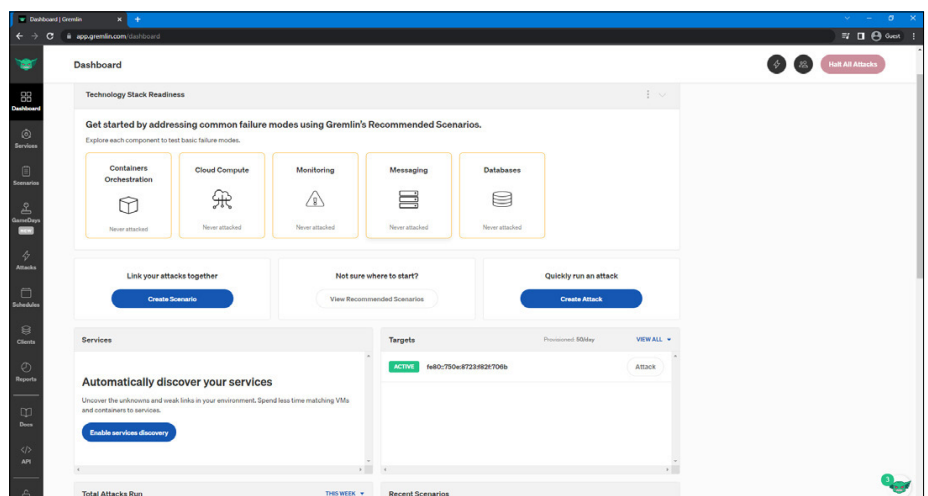 Dashboard | Gremlin
app.gremlin.com/dashboard
Guest
Dashboard
Halt All Attacks
Dashboard
Services
Scenarios
GameDays
NEW
Attacks
Schedules
Clients
Reports
Docs
API
Technology Stack Readiness
Get started by addressing common failure modes using Gremlin's Recommended Scenarios.
Explore each component to test basic failure modes.
Containers
Orchestration
Never attacked
Cloud Compute
Never attacked
Monitoring
Never attacked
Messaging
Never attacked
Databases
Never attacked
Link your attacks together
Create Scenario
Not sure where to start?
View Recommended Scenarios
Quickly run an attack
Create Attack
Services
Automatically discover your services
Uncover the unknowns and weak links in your environment. Spend less time matching VMs
and containers to services.
Enable services discovery
Targets
Provisioned: 50/day
VIEW ALL
ACTIVE
fe80::750e:8723:f82f:706b
Attack
Total Attacks Run
THIS WEEK
Recent Scenarios
3